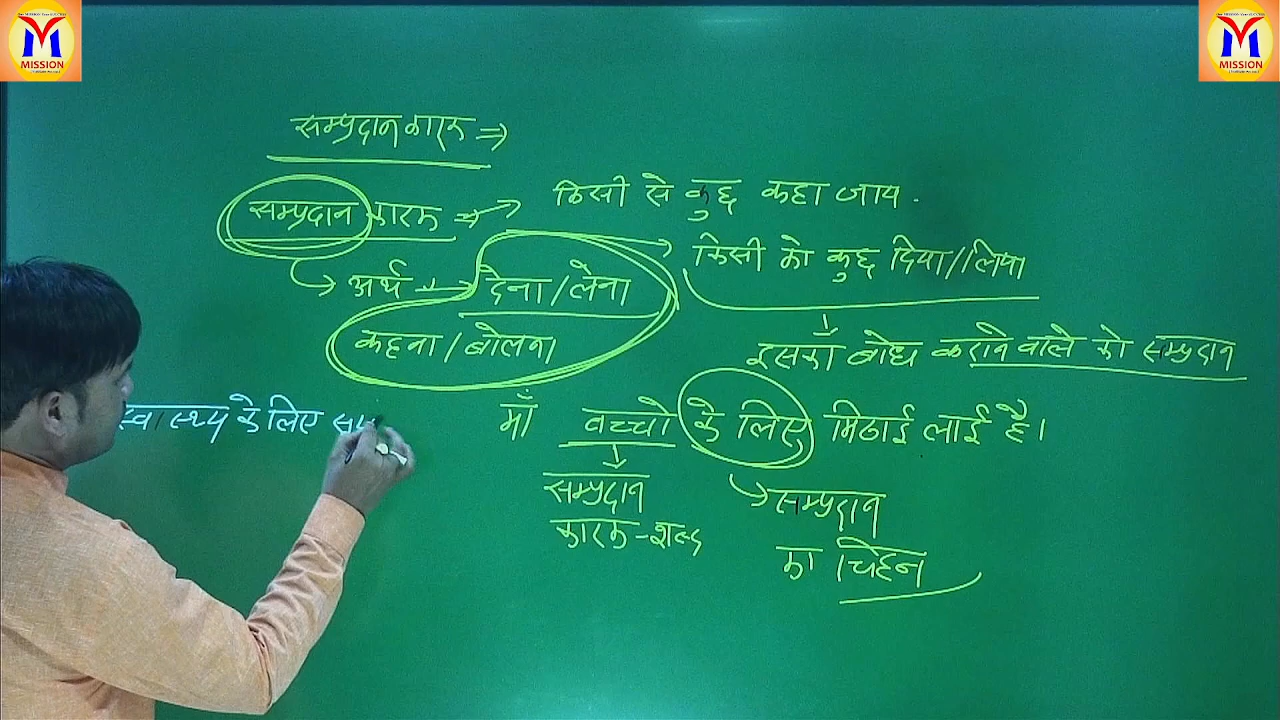 MISSION
MISSION
सम्प्रदान कारक ⇒
सम्प्रदान कारक ⇒ किसी से कुछ कहा जाय.
किसी को कुछ दिया//लिया
अर्थ → देना/लेना
कहना/बोलना
इसका बोध कराने वाले को सम्प्रदान
स्वास्थ्य के लिए
माँ बच्चो के लिए मिठाई लाई है।
सम्प्रदान
कारक-शब्द
सम्प्रदान
का चिह्न